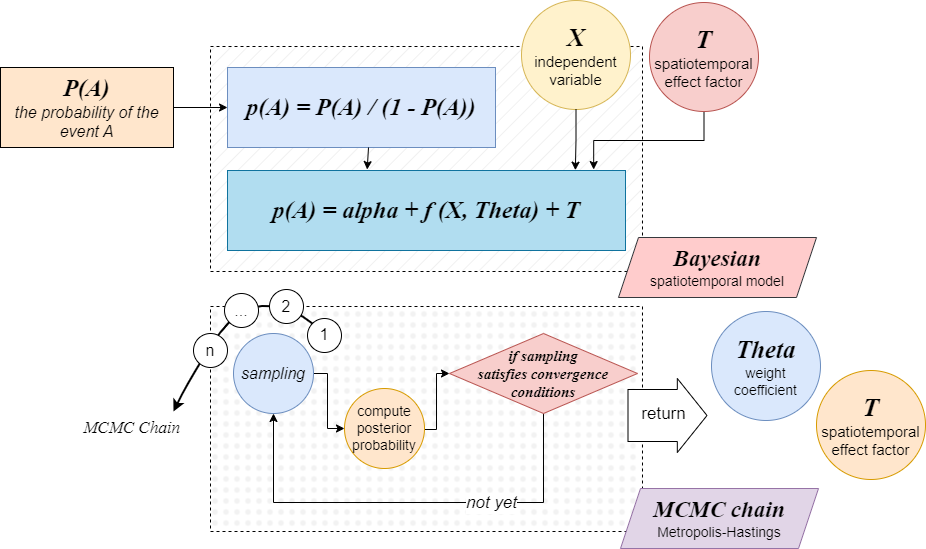 P(A)
the probability of the
event A
p(A) = P(A) / (1 - P(A))
X
independent
variable
T
spatiotemporal
effect factor
p(A) = alpha + f (X, Theta) + T
Bayesian
spatiotemporal model
1
2
...
n
MCMC Chain
sampling
compute
posterior
probability
if sampling
satisfies convergence
conditions
not yet
return
Theta
weight
coefficient
T
spatiotemporal
effect factor
MCMC chain
Metropolis-Hastings